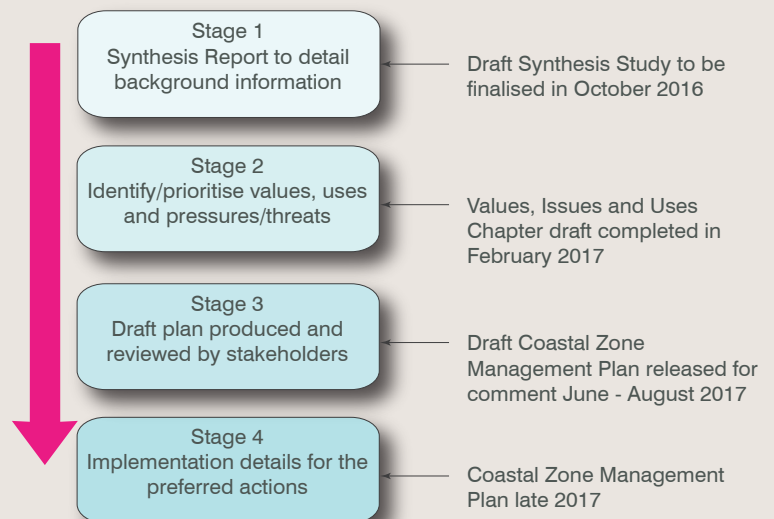 Stage 1
Synthesis Report to detail
background information
Draft Synthesis Study to be
finalised in October 2016
Stage 2
Identify/prioritise values, uses
and pressures/threats
Values, Issues and Uses
Chapter draft completed in
February 2017
Stage 3
Draft plan produced and
reviewed by stakeholders
Draft Coastal Zone
Management Plan released for
comment June - August 2017
Stage 4
Implementation details for the
preferred actions
Coastal Zone Management
Plan late 2017